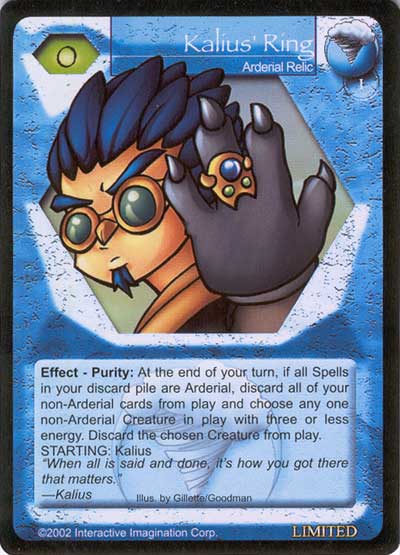 0
Kalius' Ring
Arderial Relic
1
Effect - Purity: At the end of your turn, if all Spells
in your discard pile are Arderial, discard all of your
non-Arderial cards from play and choose any one
non-Arderial Creature in play with three or less
energy. Discard the chosen Creature from play.
STARTING: Kalius
“When all is said and done, it’s how you got there
that matters.”
—Kalius
Illus. by Gillette/Goodman
©2002 Interactive Imagination Corp.
LIMITED